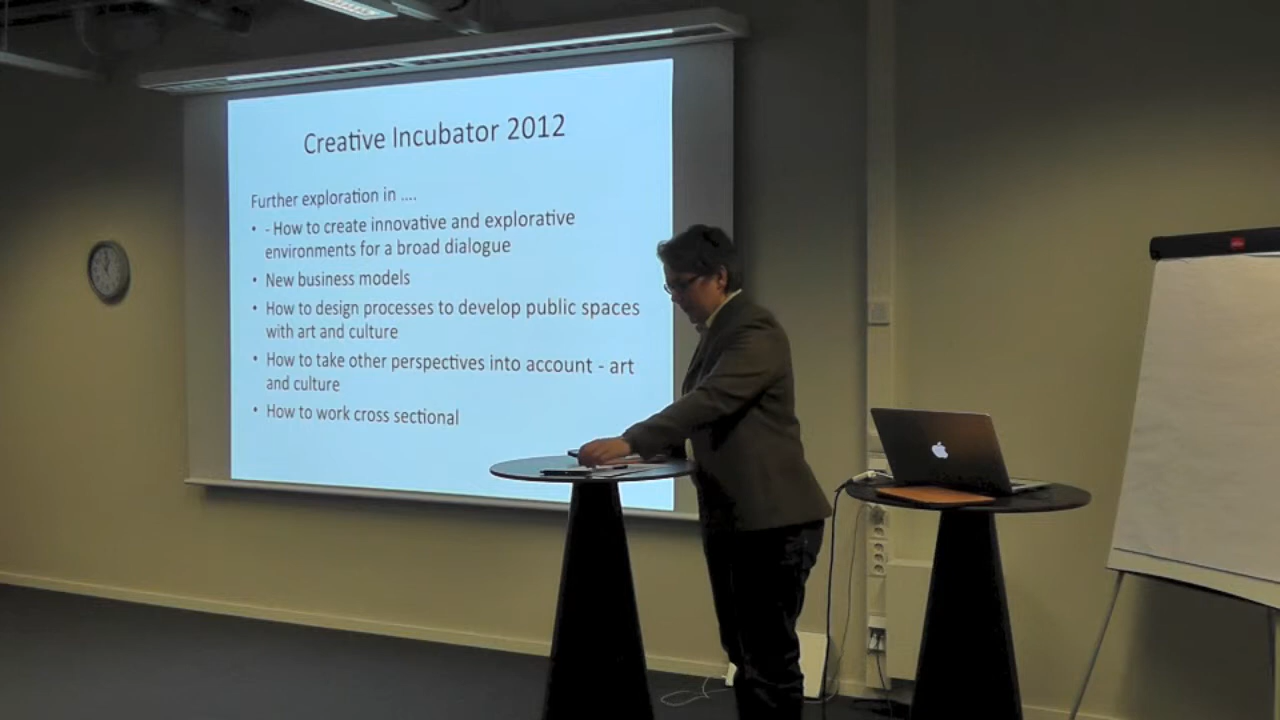 Creative Incubator 2012
Further exploration in ....
• - How to create innovative and explorative
environments for a broad dialogue
• New business models
• How to design processes to develop public spaces
with art and culture
• How to take other perspectives into account - art
and culture
• How to work cross sectional